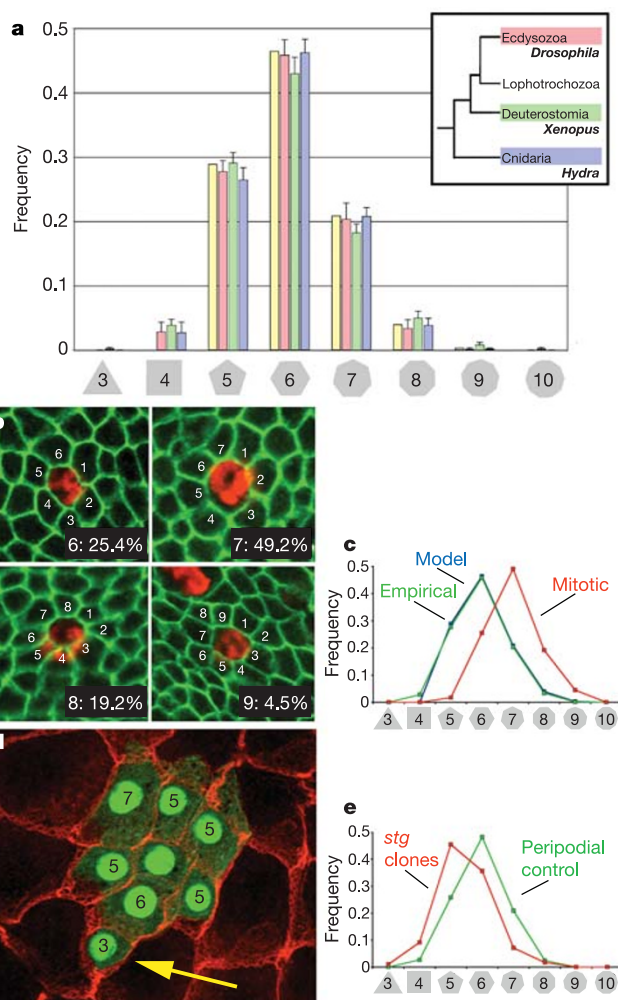 a
Frequency
0.5
0.4
0.3
0.2
0.1
0
3 4 5 6 7 8 9 10
Ecdysozoa
Drosophila
Lophotrochozoa
Deuterostomia
Xenopus
Cnidaria
Hydra
6 1
5 2
4 3
6: 25.4%
7 1
6 2
5
4 3
7: 49.2%
8 1
7 2
6 3
5 4
8: 19.2%
8 9 1
7 2
6 3
5 4
9: 4.5%
c
Model
Empirical
Mitotic
Frequency
0.5
0.4
0.3
0.2
0.1
0
3 4 5 6 7 8 9 10
7 5
5
5
6 5
3
e
stg
clones
Peripodial
control
Frequency
0.5
0.4
0.3
0.2
0.1
0
3 4 5 6 7 8 9 10